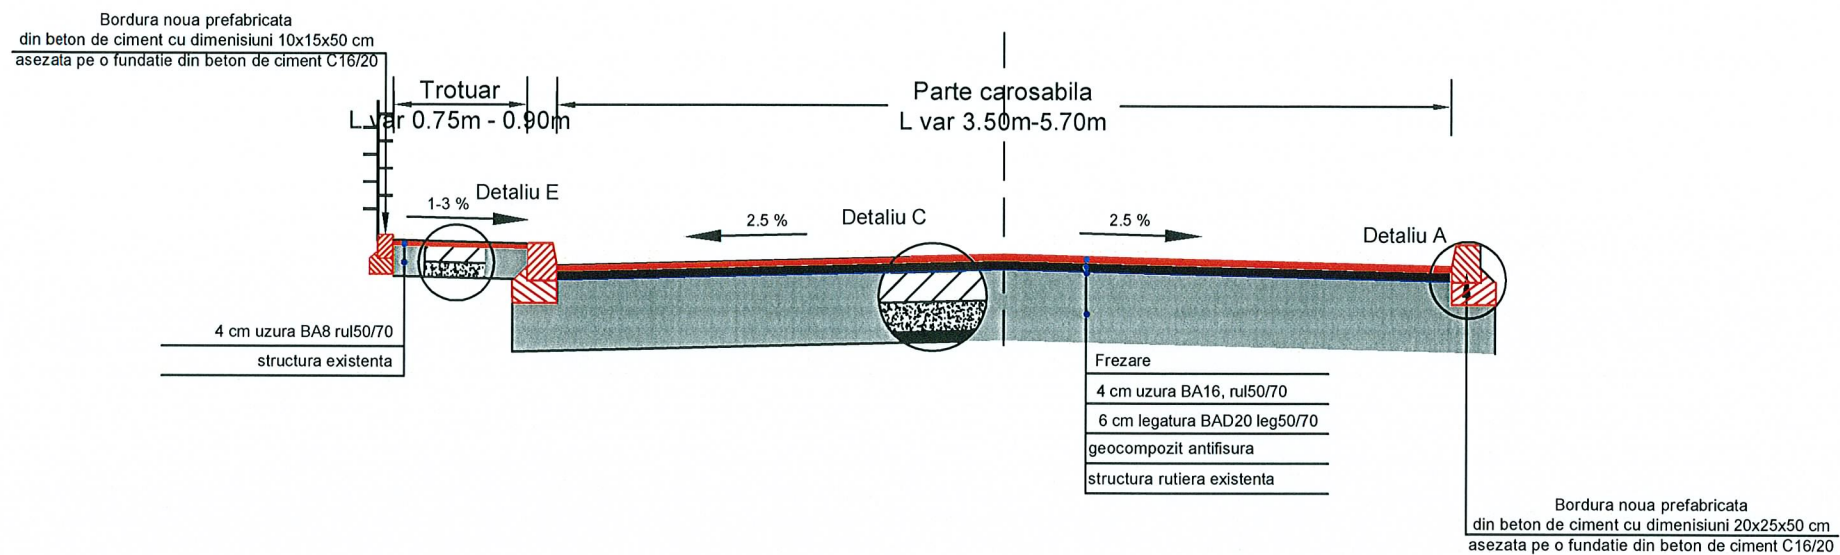 Bordura noua prefabricata
din beton de ciment cu dimenisiuni 10x15x50 cm
asezata pe o fundatie din beton de ciment C16/20
Trotuar
L var 0.75m - 0.90m
Parte carosabila
L var 3.50m-5.70m
Detaliu E
1-3 %
2.5 %
Detaliu C
2.5 %
Detaliu A
4 cm uzura BA8 rul50/70
structura existenta
Frezare
4 cm uzura BA16, rul50/70
6 cm legatura BAD20 leg50/70
geocompozit antifisura
structura rutiera existenta
Bordura noua prefabricata
din beton de ciment cu dimenisiuni 20x25x50 cm
asezata pe o fundatie din beton de ciment C16/20